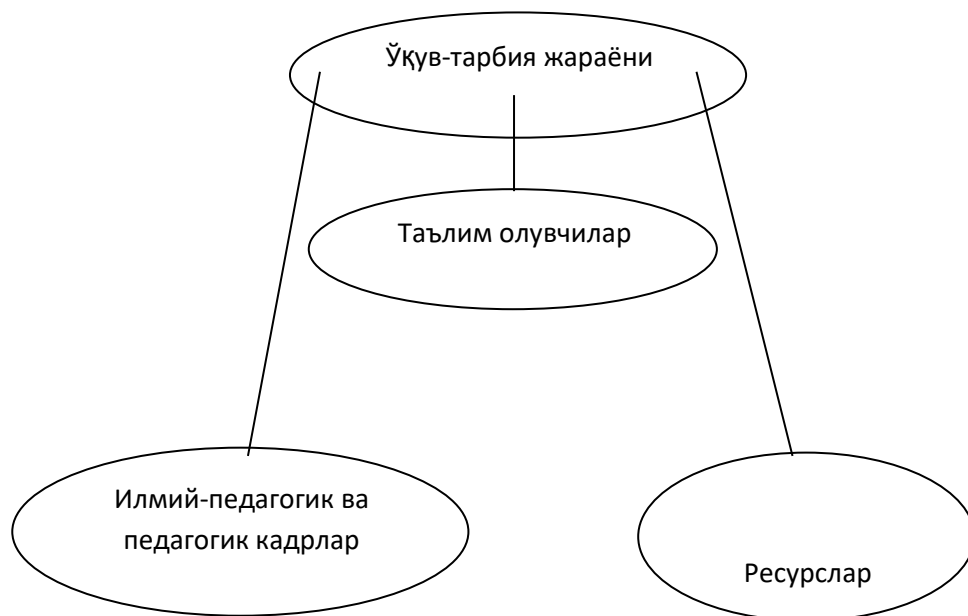 Ўқув-тарбия жараёни
Таълим олувчилар
Илмий-педагогик ва
педагогик кадрлар
Ресурслар